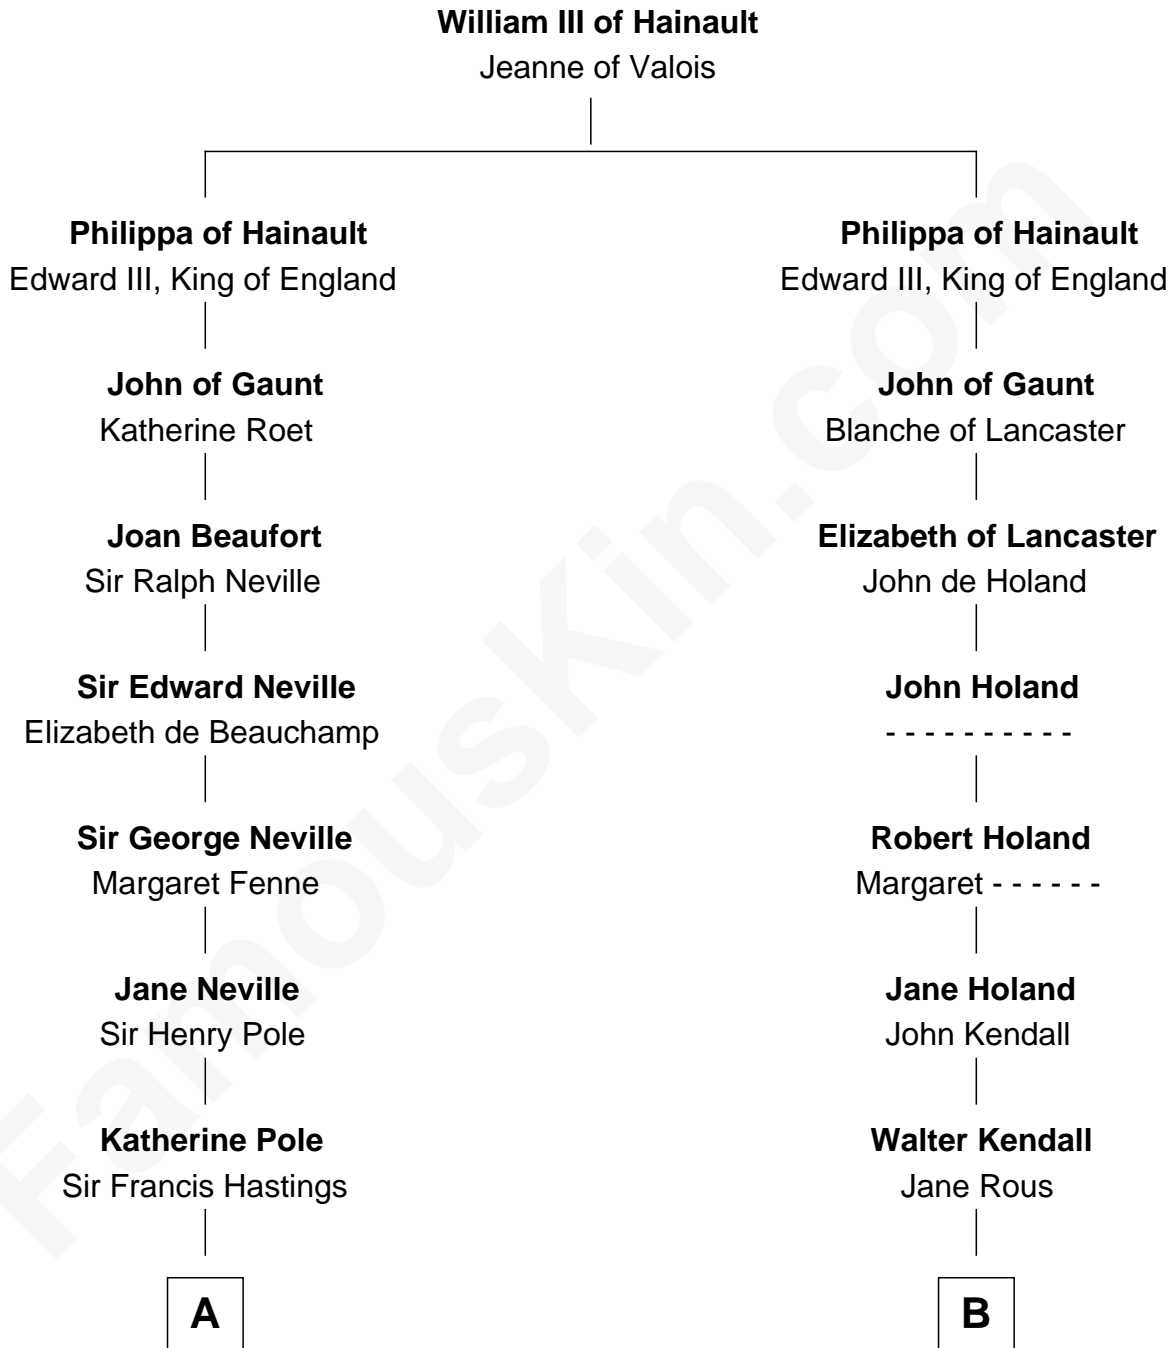 William III of Hainault
Jeanne of Valois
Philippa of Hainault
Edward III, King of England
Philippa of Hainault
Edward III, King of England
John of Gaunt
Katherine Roet
John of Gaunt
Blanche of Lancaster
Joan Beaufort
Sir Ralph Neville
Elizabeth of Lancaster
John de Holand
Sir Edward Neville
Elizabeth de Beauchamp
John Holand
- - - - - - - - - -
Sir George Neville
Margaret Fenne
Robert Holand
Margaret - - - - - -
Jane Neville
Sir Henry Pole
Jane Holand
John Kendall
Katherine Pole
Sir Francis Hastings
Walter Kendall
Jane Rous
A
B
FamousKin.com